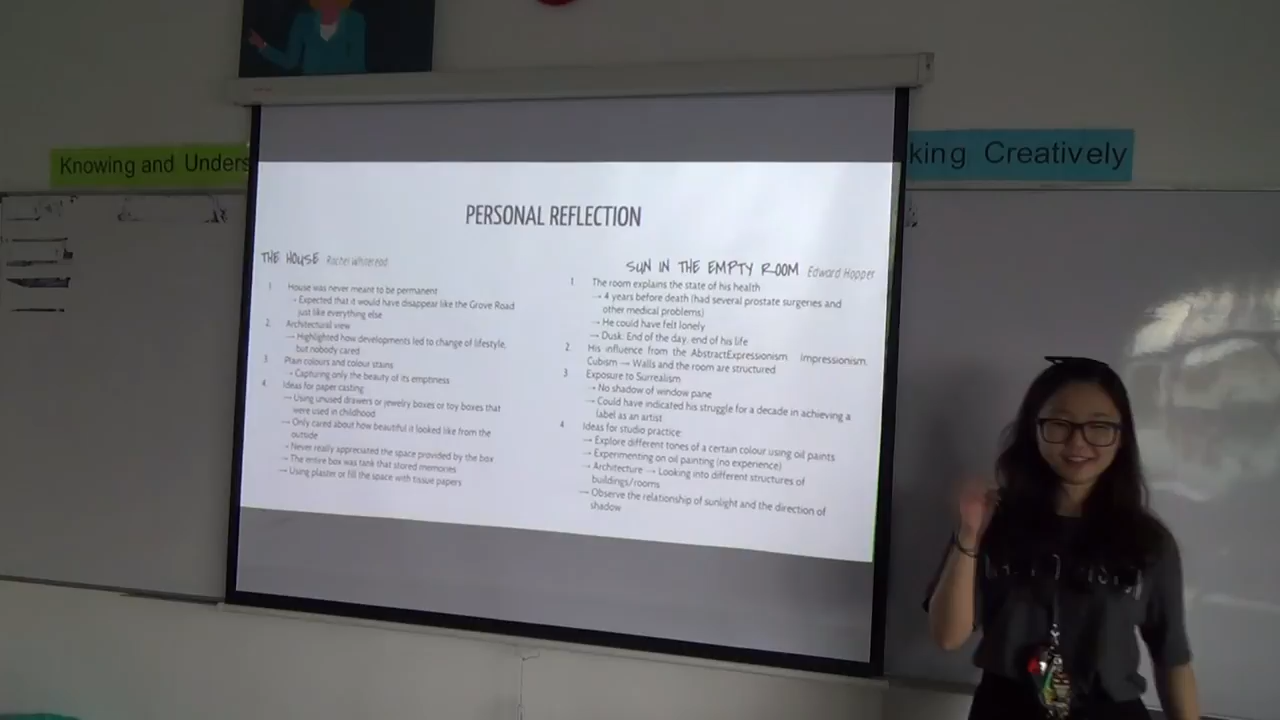 Knowing and Unders
king Creatively
PERSONAL REFLECTION
THE HOUSE Rachel Whiteread
1. House was never meant to be permanent
→ Expected that it would have disappear like the Grove Road
just like everything else
2. Architectural view
→ Highlighted how developments led to change of lifestyle,
but nobody cared
3. Plain colours and colour stains
→ Capturing only the beauty of its emptiness
4. Ideas for paper casting
→ Using unused drawers or jewelry boxes or toy boxes that
were used in childhood
→ Only cared about how beautiful it looked like from the
outside
→ Never really appreciated the space provided by the box
→ The entire box was tank that stored memories
→ Using plaster or fill the space with tissue papers
SUN IN THE EMPTY ROOM Edward Hopper
1. The room explains the state of his health
→ 4 years before death (had several prostate surgeries and
other medical problems)
→ He could have felt lonely
→ Dusk: End of the day, end of his life
2. His influence from the AbstractExpressionism Impressionism,
Cubism → Walls and the room are structured
3. Exposure to Surrealism
→ No shadow of window pane
→ Could have indicated his struggle for a decade in achieving a
label as an artist
4. Ideas for studio practice:
→ Explore different tones of a certain colour using oil paints
→ Experimenting on oil painting (no experience)
→ Architecture → Looking into different structures of
buildings/rooms
→ Observe the relationship of sunlight and the direction of
shadow